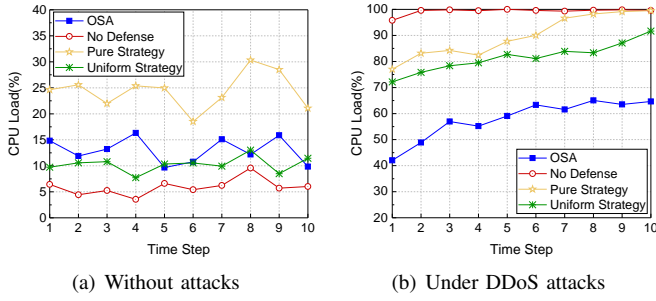 40
35
30
25
20
15
10
5
0
CPU Load(%)
OSA
No Defense
Pure Strategy
Uniform Strategy
1 2 3 4 5 6 7 8 9 10
Time Step
(a) Without attacks
100
90
80
70
60
50
40
30
20
CPU Load(%)
OSA
No Defense
Pure Strategy
Uniform Strategy
1 2 3 4 5 6 7 8 9 10
Time Step
(b) Under DDoS attacks